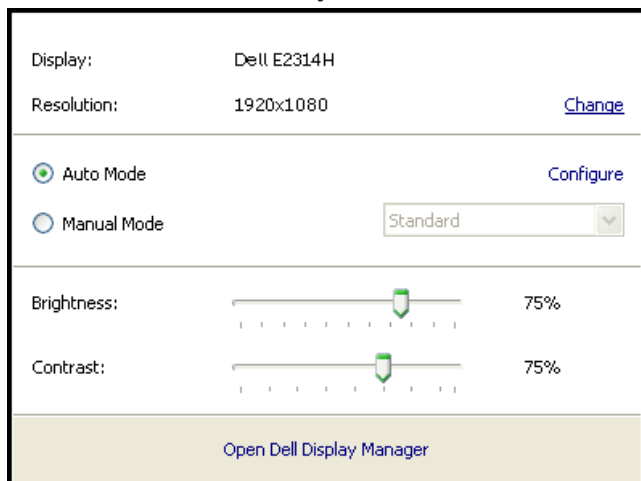 Display: Dell E2314H
Resolution: 1920x1080 Change
Auto Mode Configure
Manual Mode Standard
Brightness: 75%
Contrast: 75%
Open Dell Display Manager